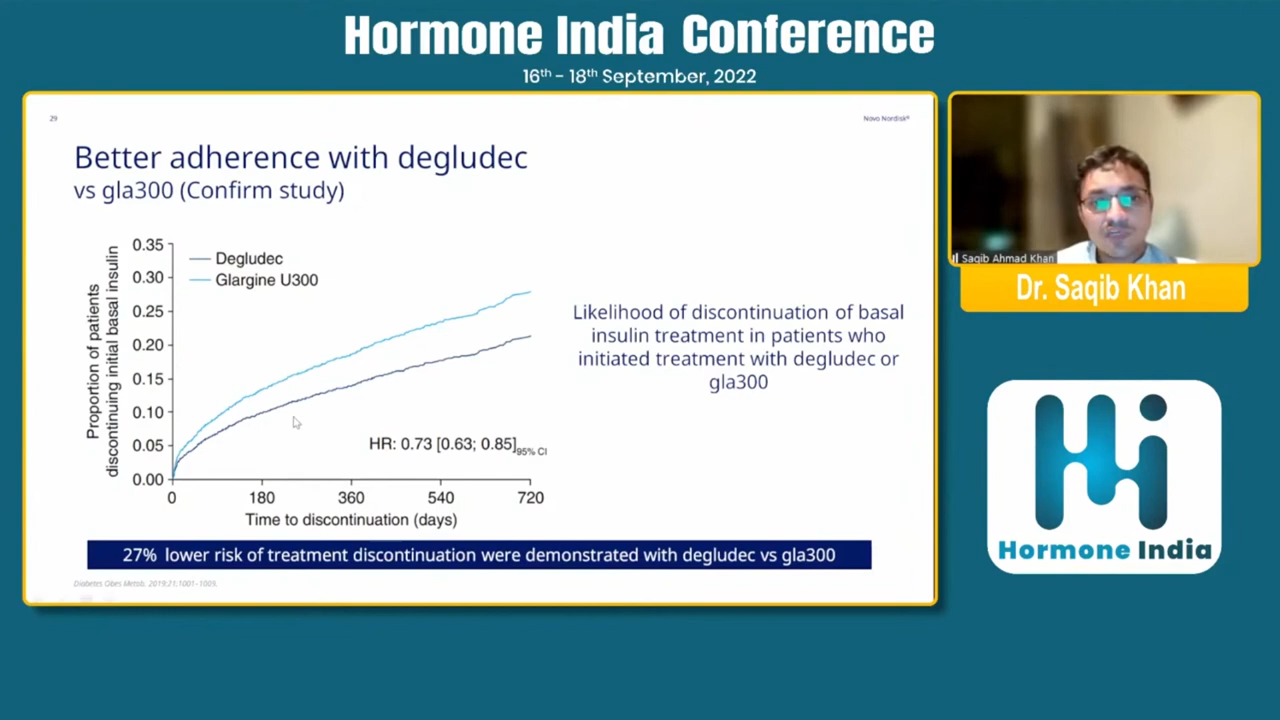 Hormone India Conference
16th - 18th September, 2022
29
Novo Nordisk®
Better adherence with degludec
vs gla300 (Confirm study)
Proportion of patients
discontinuing initial basal insulin
0.35
0.30
0.25
0.20
0.15
0.10
0.05
0.00
Degludec
Glargine U300
HR: 0.73 [0.63; 0.85]95% CI
0 180 360 540 720
Time to discontinuation (days)
Likelihood of discontinuation of basal
insulin treatment in patients who
initiated treatment with degludec or
gla300
27% lower risk of treatment discontinuation were demonstrated with degludec vs gla300
Diabetes Obes Metab. 2019;21:1001-1009.
Saqib Ahmad Khan
Dr. Saqib Khan
Hormone India